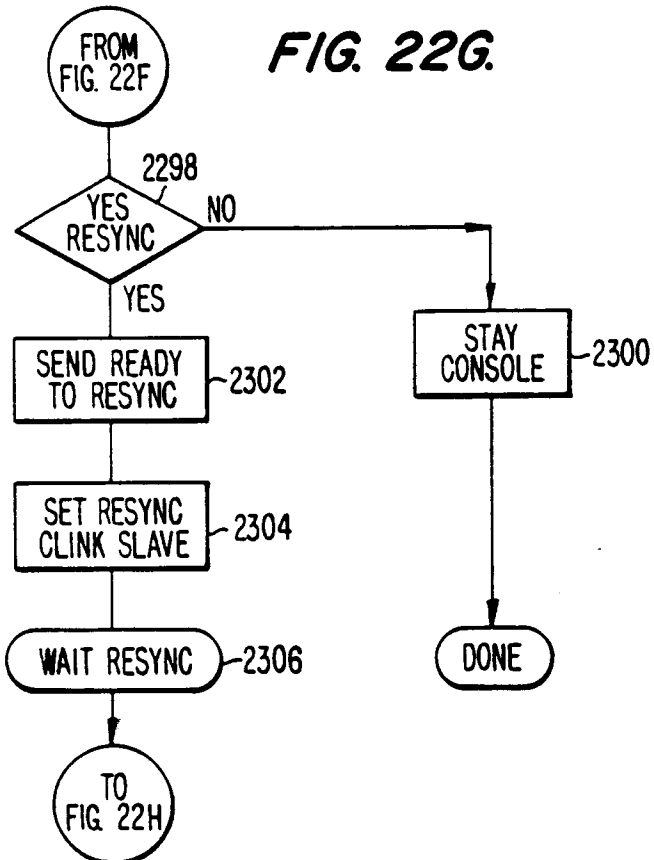 FROM
FIG. 22F
FIG. 22G.
2298
YES
RESYNC
NO
YES
SEND READY
TO RESYNC
2302
STAY
CONSOLE
2300
SET RESYNC
CLINK SLAVE
2304
WAIT RESYNC
2306
DONE
TO
FIG. 22H